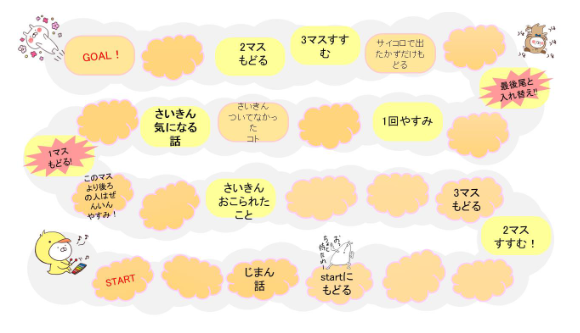 GOAL！
2マス
もどる
3マスすす
む
サイコロで出
たかずだけも
どる
最後尾と
入れ替え!!
さいきん
気になる
話
さいきん
ついてなかっ
た
コト
1回やすみ
1マス
もどる!
このマス
より後ろ
の人はぜ
んいん
やすみ！
さいきん
おこられた
こと
3マス
もどる
2マス
すすむ！
START
じまん
話
startに
もどる